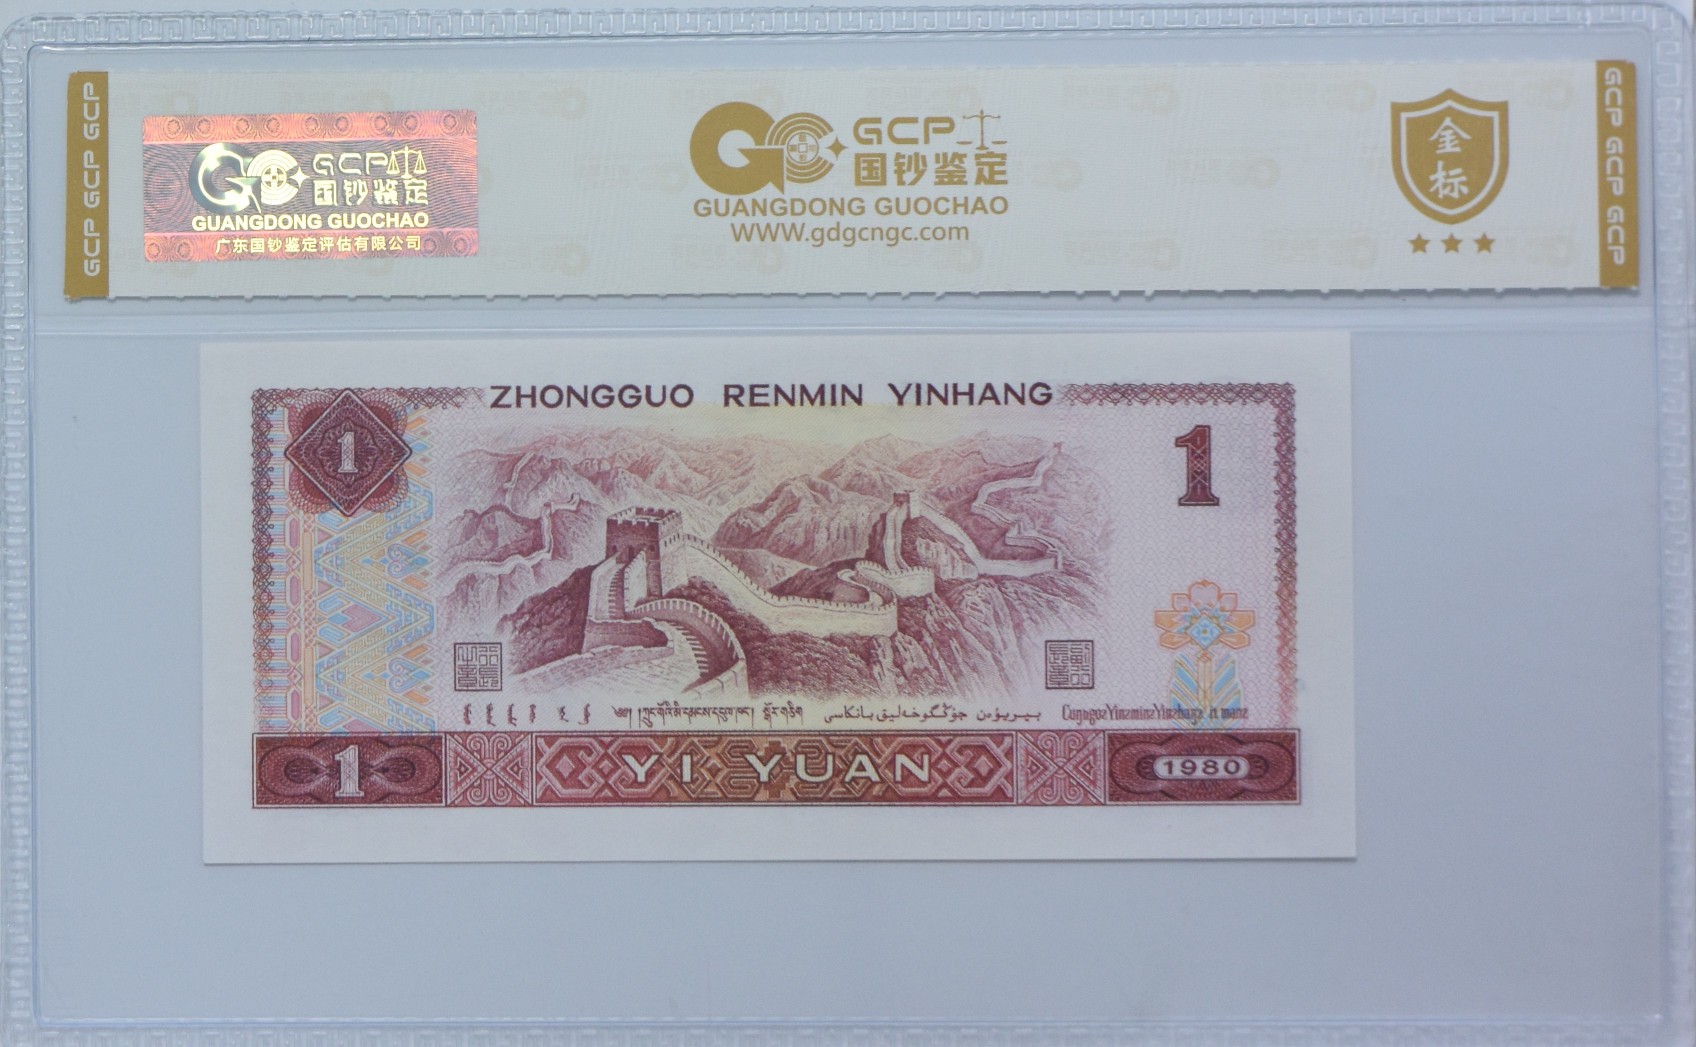 GCP GCP GCP
GCP
国钞鉴定
GUANGDONG GUOCHAO
广东国钞鉴定评估有限公司
GCP
国钞鉴定
GUANGDONG GUOCHAO
WWW.gdgcngc.com
金标
GCP GCP GCP
ZHONGGUO RENMIN YINHANG
1
1
1
YI YUAN
1980